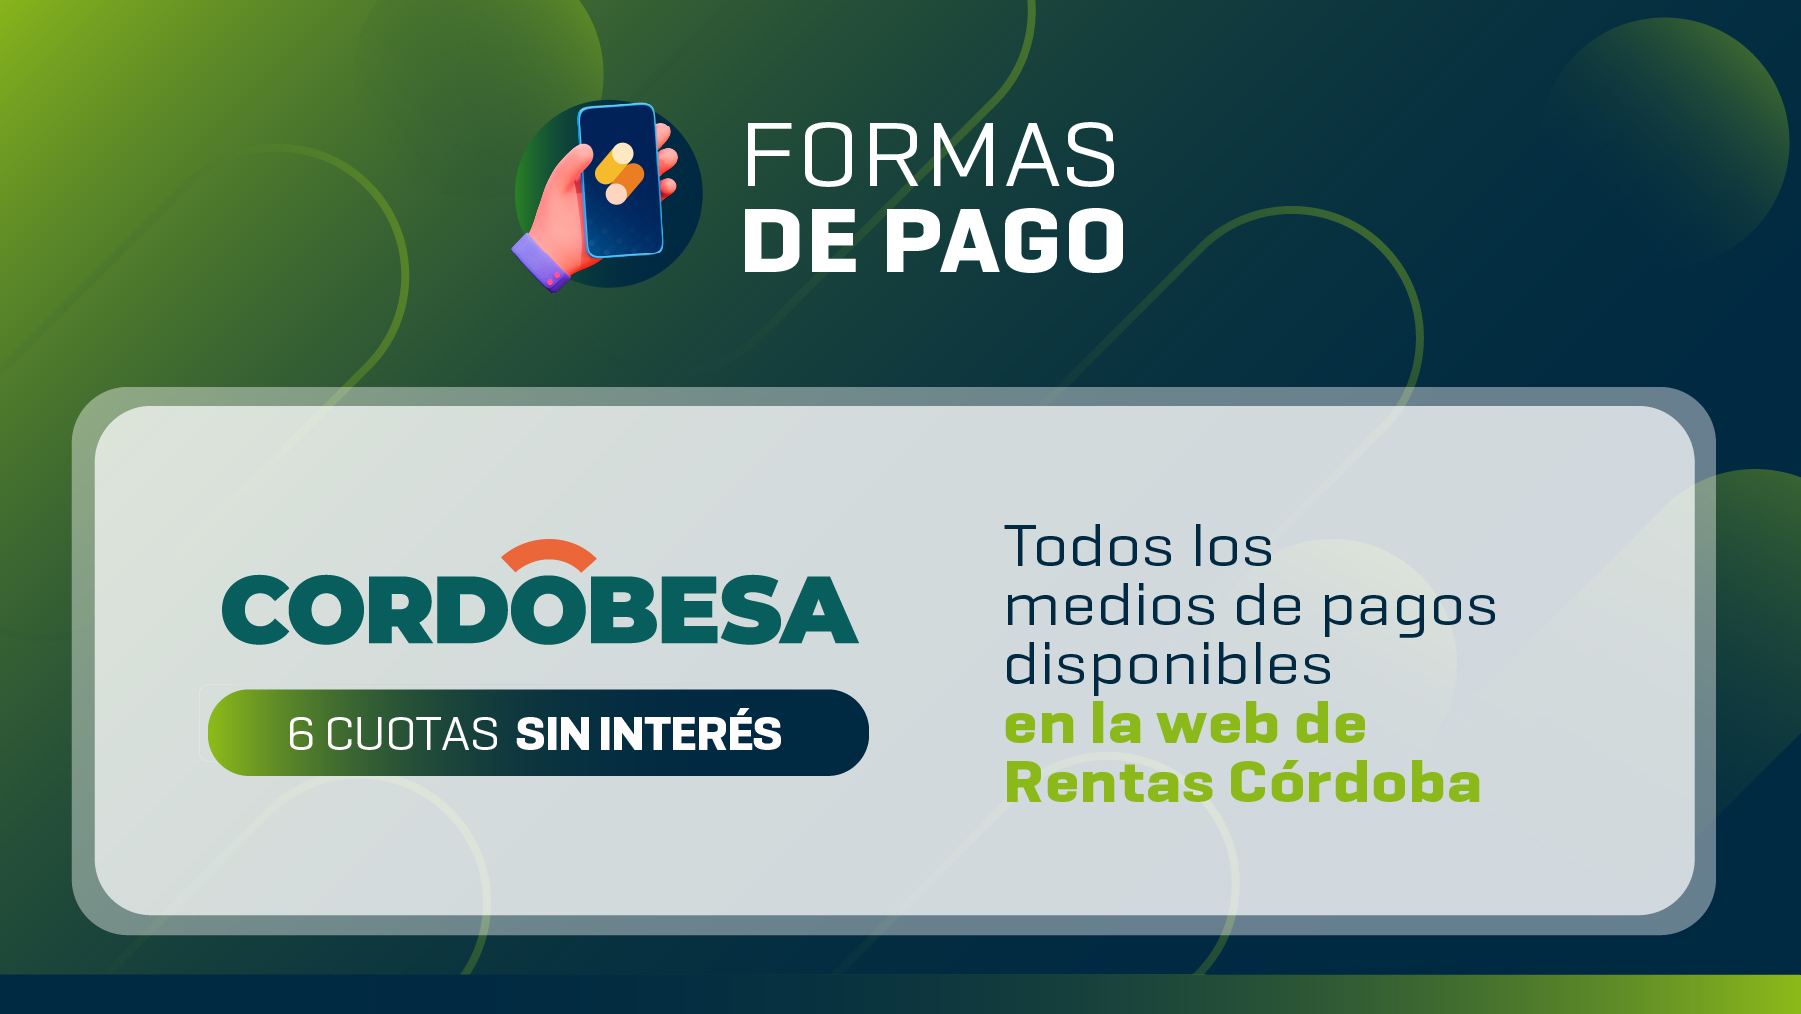 FORMAS
DE PAGO
CORDOBESA
6 CUOTAS SIN INTERÉS
Todos los
medios de pagos
disponibles
en la web de
Rentas Córdoba